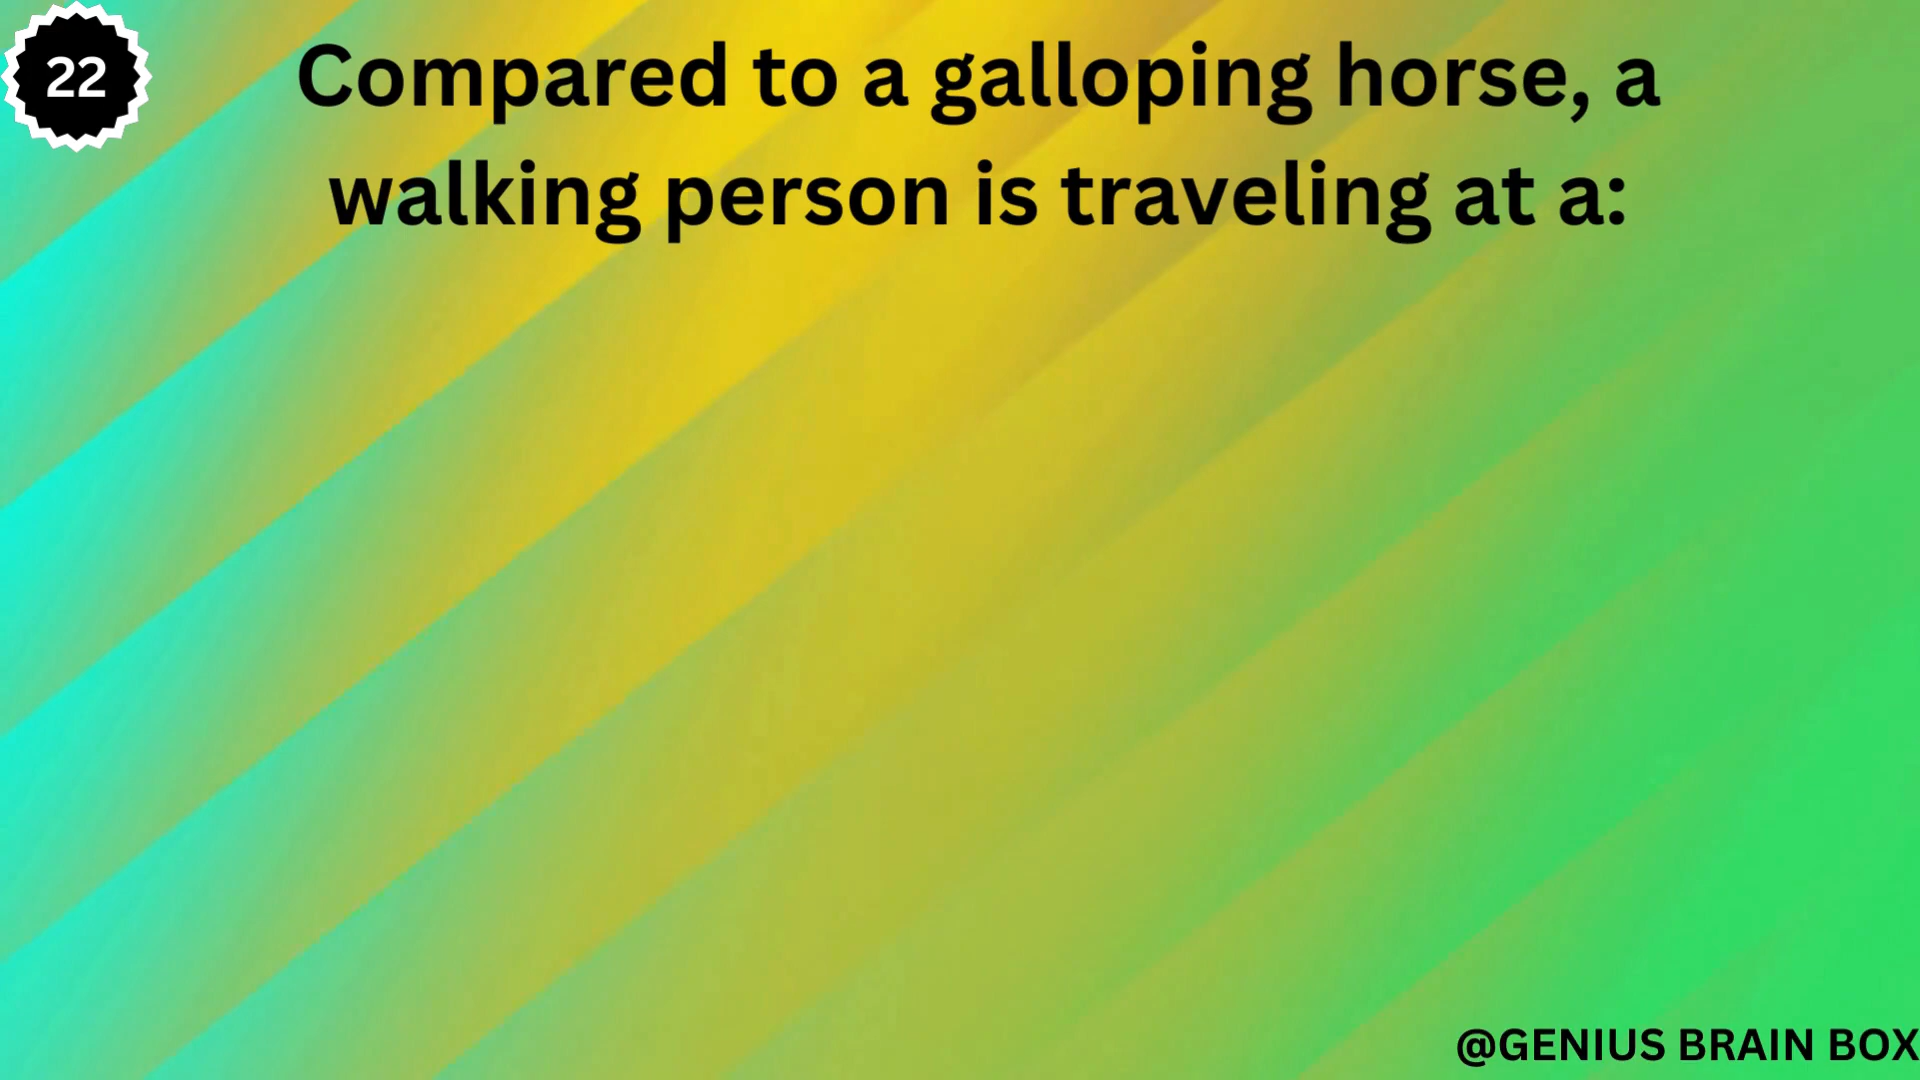 22
Compared to a galloping horse, a
walking person is traveling at a:
@GENIUS BRAIN BOX